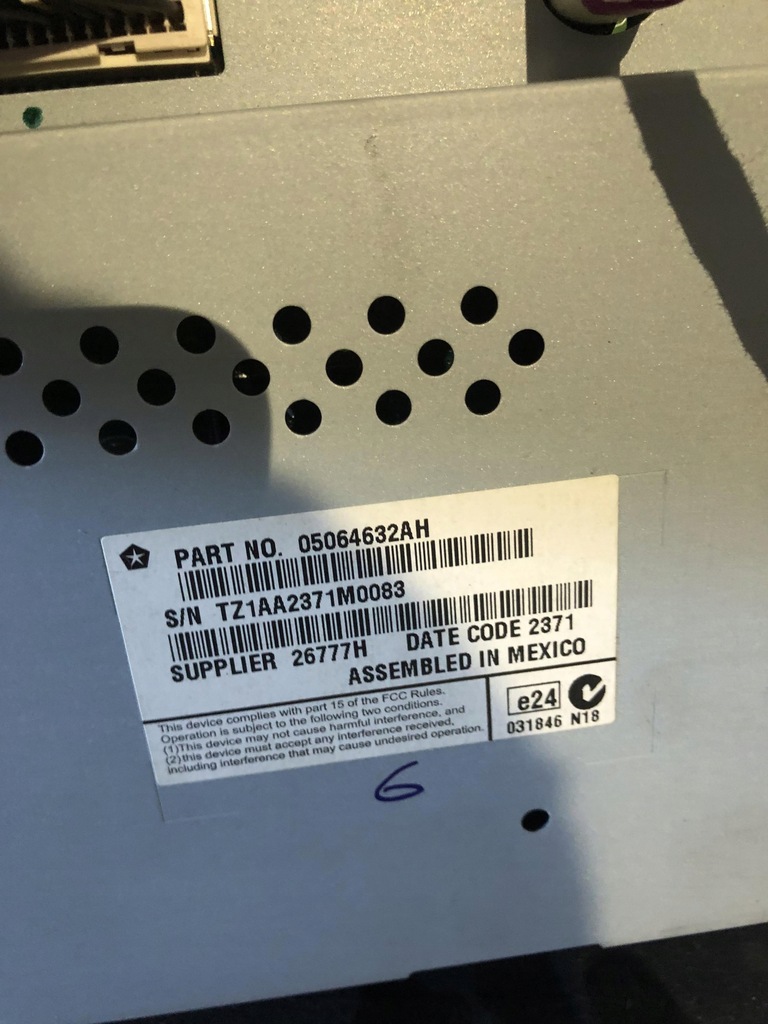 PART NO. 05064632AH
S/N TZ1AA2371M0083
SUPPLIER 26777H DATE CODE 2371
ASSEMBLED IN MEXICO
This device complies with part 15 of the FCC Rules.
Operation is subject to the following two conditions.
(1)This device may not cause harmful interference, and
(2)this device must accept any interference received,
including interference that may cause undesired operation.
e24
031846 N18
6